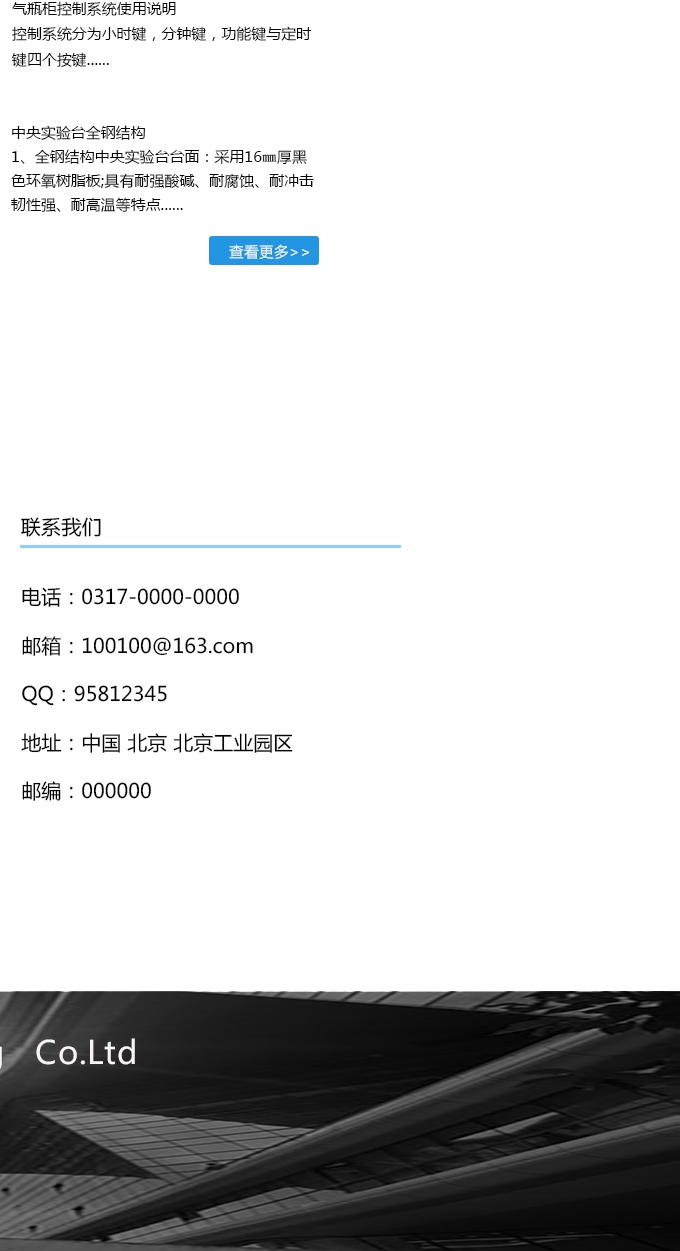 气瓶柜控制系统使用说明
控制系统分为小时键，分钟键，功能键与定时
键四个按键......
中央实验台全钢结构
1、全钢结构中央实验台台面：采用16㎜厚黑
色环氧树脂板;具有耐强酸碱、耐腐蚀、耐冲击
韧性强、耐高温等特点......
查看更多>>
联系我们
电话：0317-0000-0000
邮箱：100100@163.com
QQ：95812345
地址：中国 北京 北京工业园区
邮编：000000
Co.Ltd